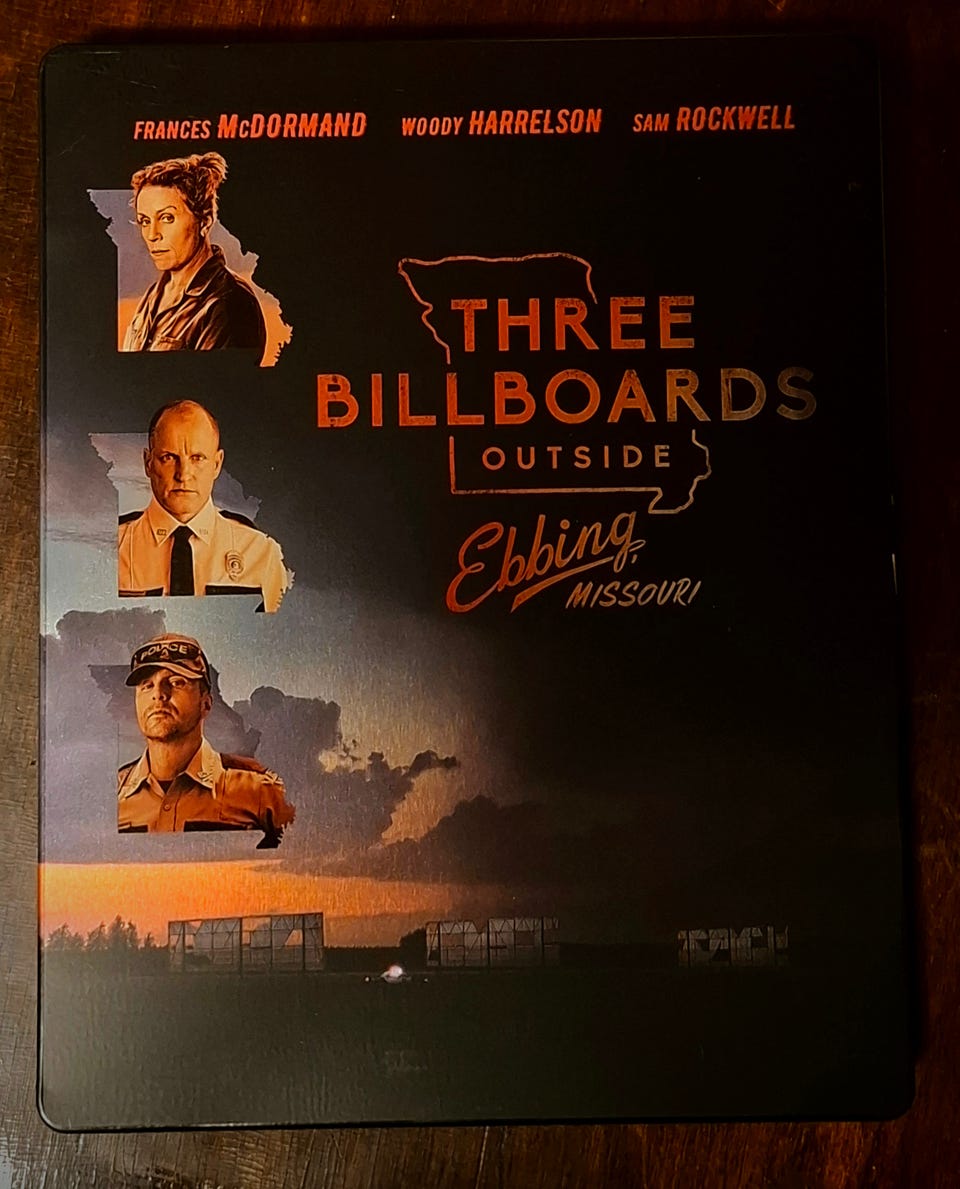 FRANCES McDORMAND WOODY HARRELSON SAM ROCKWELL
THREE
BILLBOARDS
OUTSIDE
Ebbing,
MISSOURI
POLICE